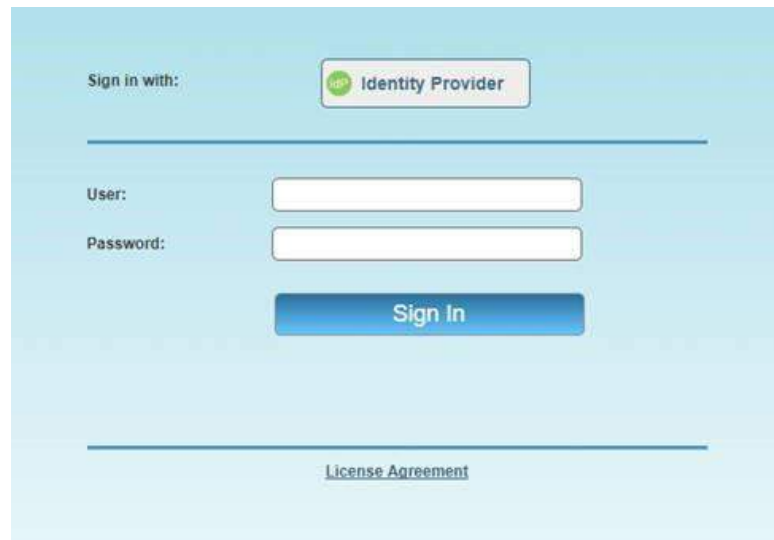 Sign in with:
idP Identity Provider
User:
Password:
Sign In
License Agreement